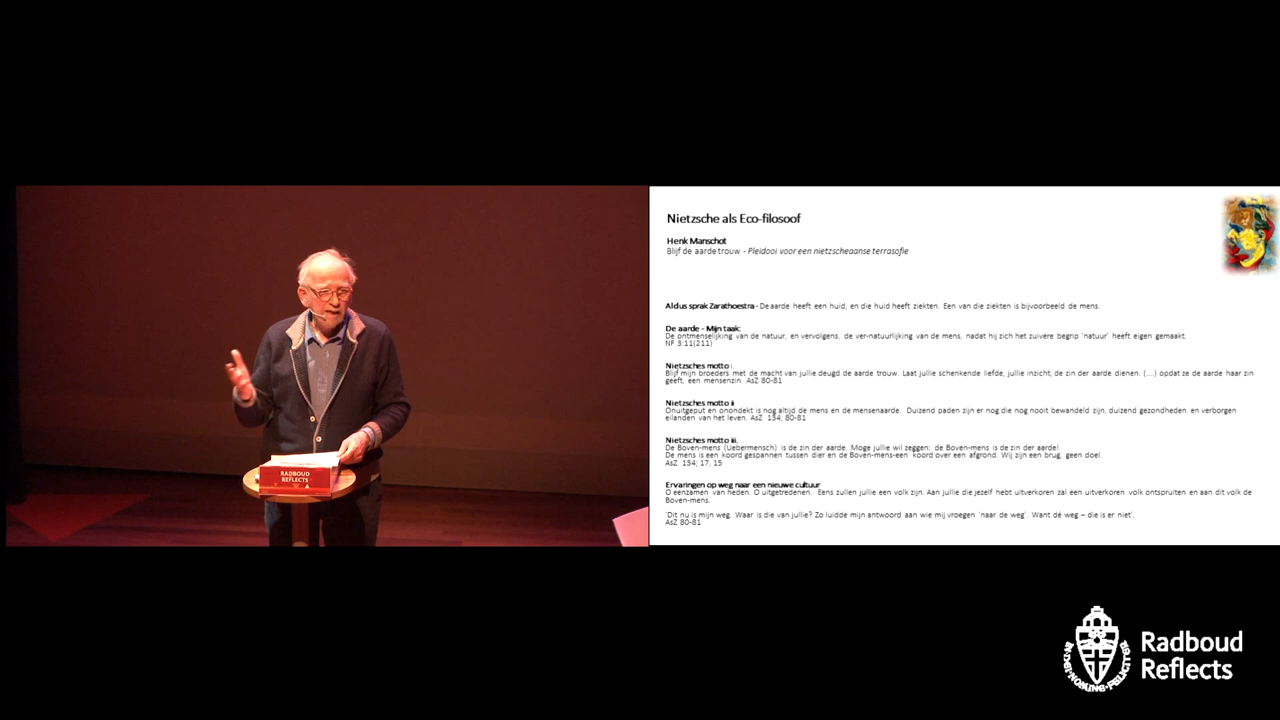 Nietzsche als Eco-filosoof
Henk Manschot
Blijf de aarde trouw - Pleidooi voor een nietzscheaanse terrasofie
Aldus sprak Zarathoestra - De aarde heeft een huid, en die huid heeft ziekten. Een van die ziekten is bijvoorbeeld de mens.
De aarde - Mijn taak:
De ontmenselijking van de natuur, en vervolgens, de ver-natuurlijking van de mens, nadat hij zich het zuivere begrip 'natuur' heeft eigen gemaakt.
NF 3:11(211)
Nietzsches motto i.
Blijf mijn broeders met de macht van jullie deugd de aarde trouw. Laat jullie schenkende liefde, jullie inzicht, de zin der aarde dienen. (....) opdat ze de aarde haar zin
geeft, een mensenzin. AsZ 80-81
Nietzsches motto ii
Onuitgeput en onondekt is nog altijd de mens en de mensenaarde. Duizend paden zijn er nog die nog nooit bewandeld zijn, duizend gezondheden en verborgen
eilanden van het leven. AsZ 134; 80-81
Nietzsches motto iii.
De Boven-mens (Uebermensch) is de zin der aarde. Moge jullie wil zeggen: de Boven-mens is de zin der aarde!
De mens is een koord gespannen tussen dier en de Boven-mens-een koord over een afgrond. Wij zijn een brug, geen doel.
AsZ 134; 17, 15
Ervaringen op weg naar een nieuwe cultuur
O eenzamen van heden. O uitgetredenen. Eens zullen jullie een volk zijn. Aan jullie die jezelf hebt uitverkoren zal een uitverkoren volk ontspruiten en aan dit volk de
Boven-mens.
'Dit nu is mijn weg. Waar is die van jullie? Zo luidde mijn antwoord aan wie mij vroegen 'naar de weg'. Want dé weg – die is er niet'.
AsZ 80-81
RADBOUD
REFLECTS
IN·DEI·NOMINE·FELICITER
Radboud
Reflects